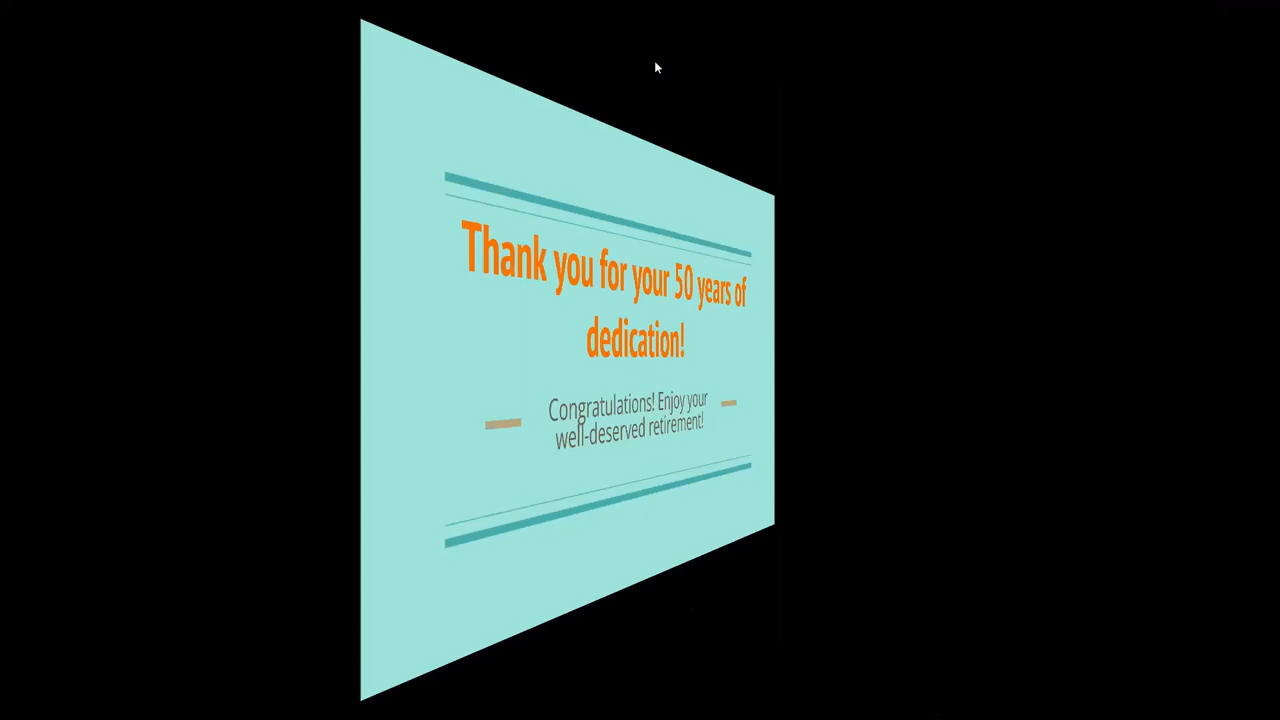 Thank you for your 50 years of
dedication!
Congratulations! Enjoy your
well-deserved retirement!